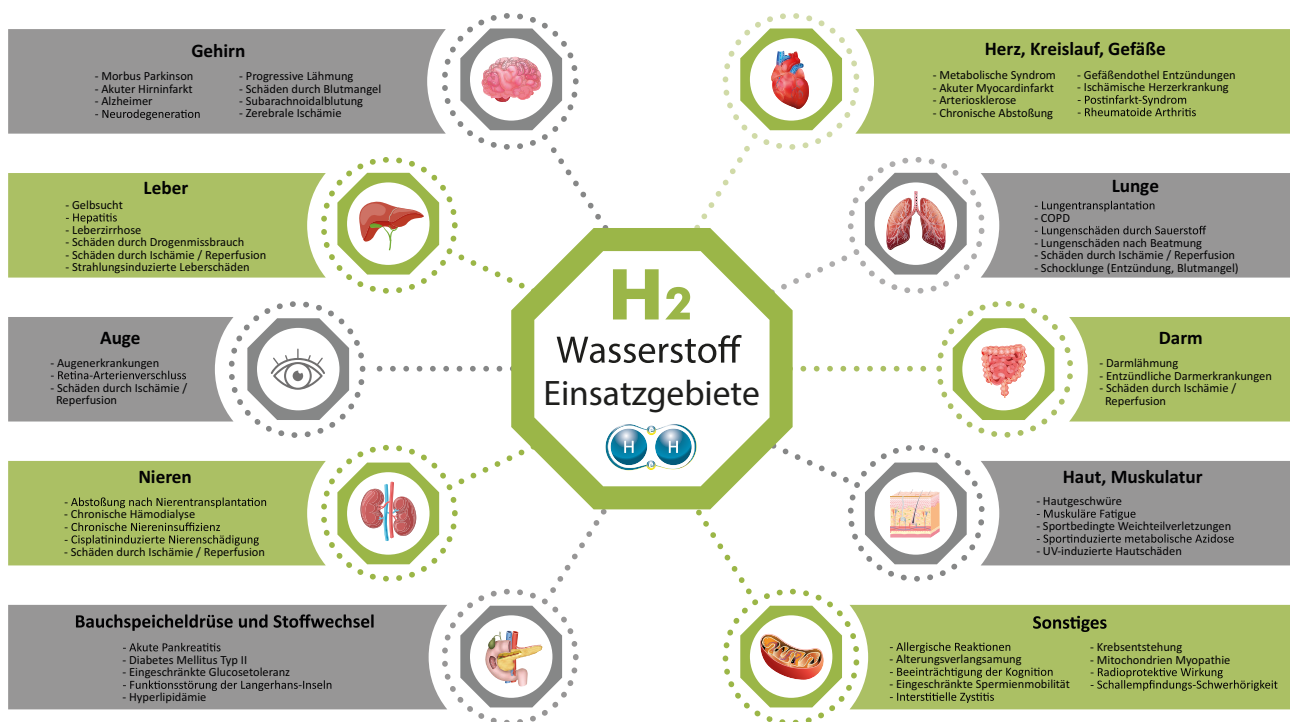 Gehirn
- Morbus Parkinson
- Akuter Hirninfarkt
- Alzheimer
- Neurodegeneration
- Progressive Lähmung
- Schäden durch Blutmangel
- Subarachnoidalblutung
- Zerebrale Ischämie
Herz, Kreislauf, Gefäße
- Metabolische Syndrom
- Akuter Myocardinfarkt
- Arteriosklerose
- Chronische Abstoßung
- Gefäßendothel Entzündungen
- Ischämische Herzerkrankung
- Postinfarkt-Syndrom
- Rheumatoide Arthritis
Leber
- Gelbsucht
- Hepatitis
- Leberzirrhose
- Schäden durch Drogenmissbrauch
- Schäden durch Ischämie / Reperfusion
- Strahlungsinduzierte Leberschäden
Lunge
- Lungentransplantation
- COPD
- Lungenschäden durch Sauerstoff
- Lungenschäden nach Beatmung
- Schäden durch Ischämie / Reperfusion
- Schocklunge (Entzündung, Blutmangel)
H2
Wasserstoff
Einsatzgebiete
H H
Auge
- Augenerkrankungen
- Retina-Arterienverschluss
- Schäden durch Ischämie /
Reperfusion
Darm
- Darmlähmung
- Entzündliche Darmerkrankungen
- Schäden durch Ischämie /
Reperfusion
Nieren
- Abstoßung nach Nierentransplantation
- Chronische Hämodialyse
- Chronische Niereninsuffizienz
- Cisplatininduzierte Nierenschädigung
- Schäden durch Ischämie / Reperfusion
Haut, Muskulatur
- Hautgeschwüre
- Muskuläre Fatigue
- Sportbedingte Weichteilverletzungen
- Sportinduzierte metabolische Azidose
- UV-induzierte Hautschäden
Bauchspeicheldrüse und Stoffwechsel
- Akute Pankreatitis
- Diabetes Mellitus Typ II
- Eingeschränkte Glucosetoleranz
- Funktionsstörung der Langerhans-Inseln
- Hyperlipidämie
Sonstiges
- Allergische Reaktionen
- Alterungsverlangsamung
- Beeinträchtigung der Kognition
- Eingeschränkte Spermienmobilität
- Interstitielle Zystitis
- Krebsentstehung
- Mitochondrien Myopathie
- Radioprotektive Wirkung
- Schallempfindungs-Schwerhörigkeit